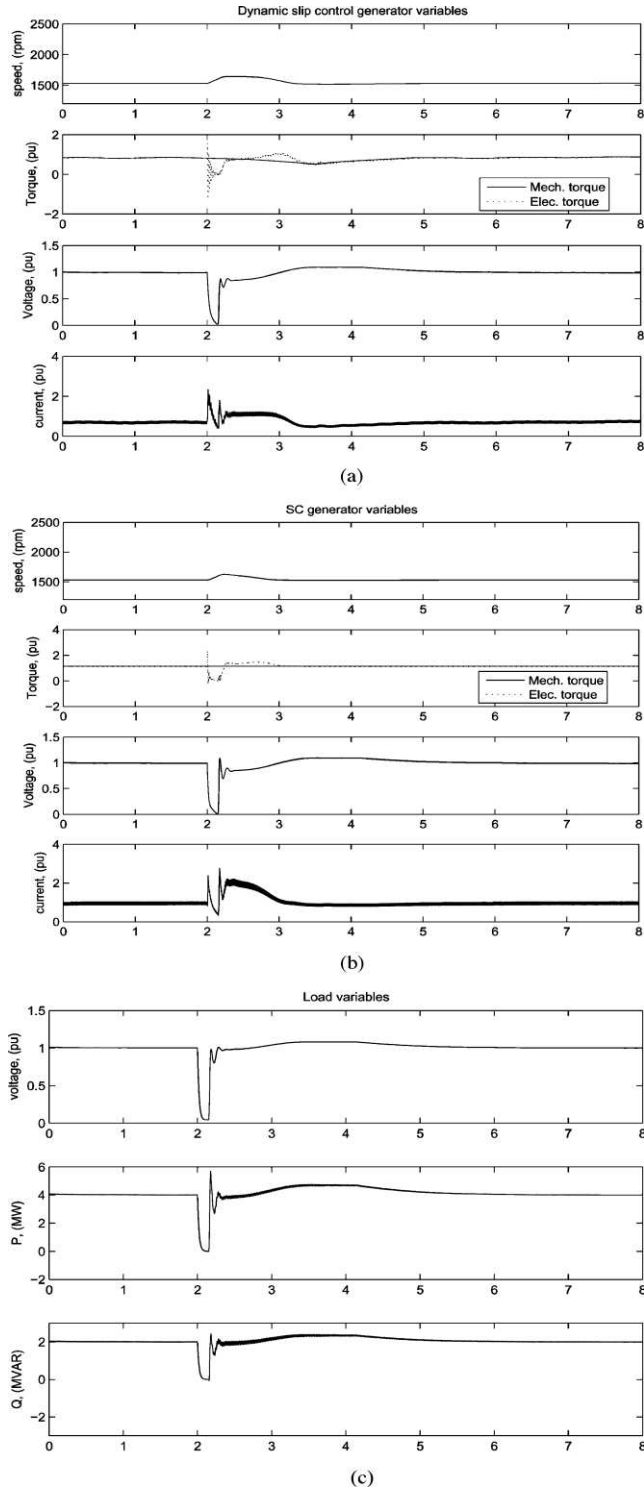 Dynamic slip control generator variables
speed, (rpm)
2500
2000
1500
0 1 2 3 4 5 6 7 8
Torque, (pu)
2
0
−2
0 1 2 3 4 5 6 7 8
Mech. torque
Elec. torque
Voltage, (pu)
1.5
1
0.5
0
0 1 2 3 4 5 6 7 8
current, (pu)
4
2
0
0 1 2 3 4 5 6 7 8
(a)
SC generator variables
speed, (rpm)
2500
2000
1500
0 1 2 3 4 5 6 7 8
Torque, (pu)
4
2
0
−2
0 1 2 3 4 5 6 7 8
Mech. torque
Elec. torque
Voltage, (pu)
1.5
1
0.5
0
0 1 2 3 4 5 6 7 8
current, (pu)
4
2
0
0 1 2 3 4 5 6 7 8
(b)
Load variables
voltage, (pu)
1.5
1
0.5
0
0 1 2 3 4 5 6 7 8
P, (MW)
6
4
2
0
−2
0 1 2 3 4 5 6 7 8
Q, (MVAR)
2
0
−2
0 1 2 3 4 5 6 7 8
(c)